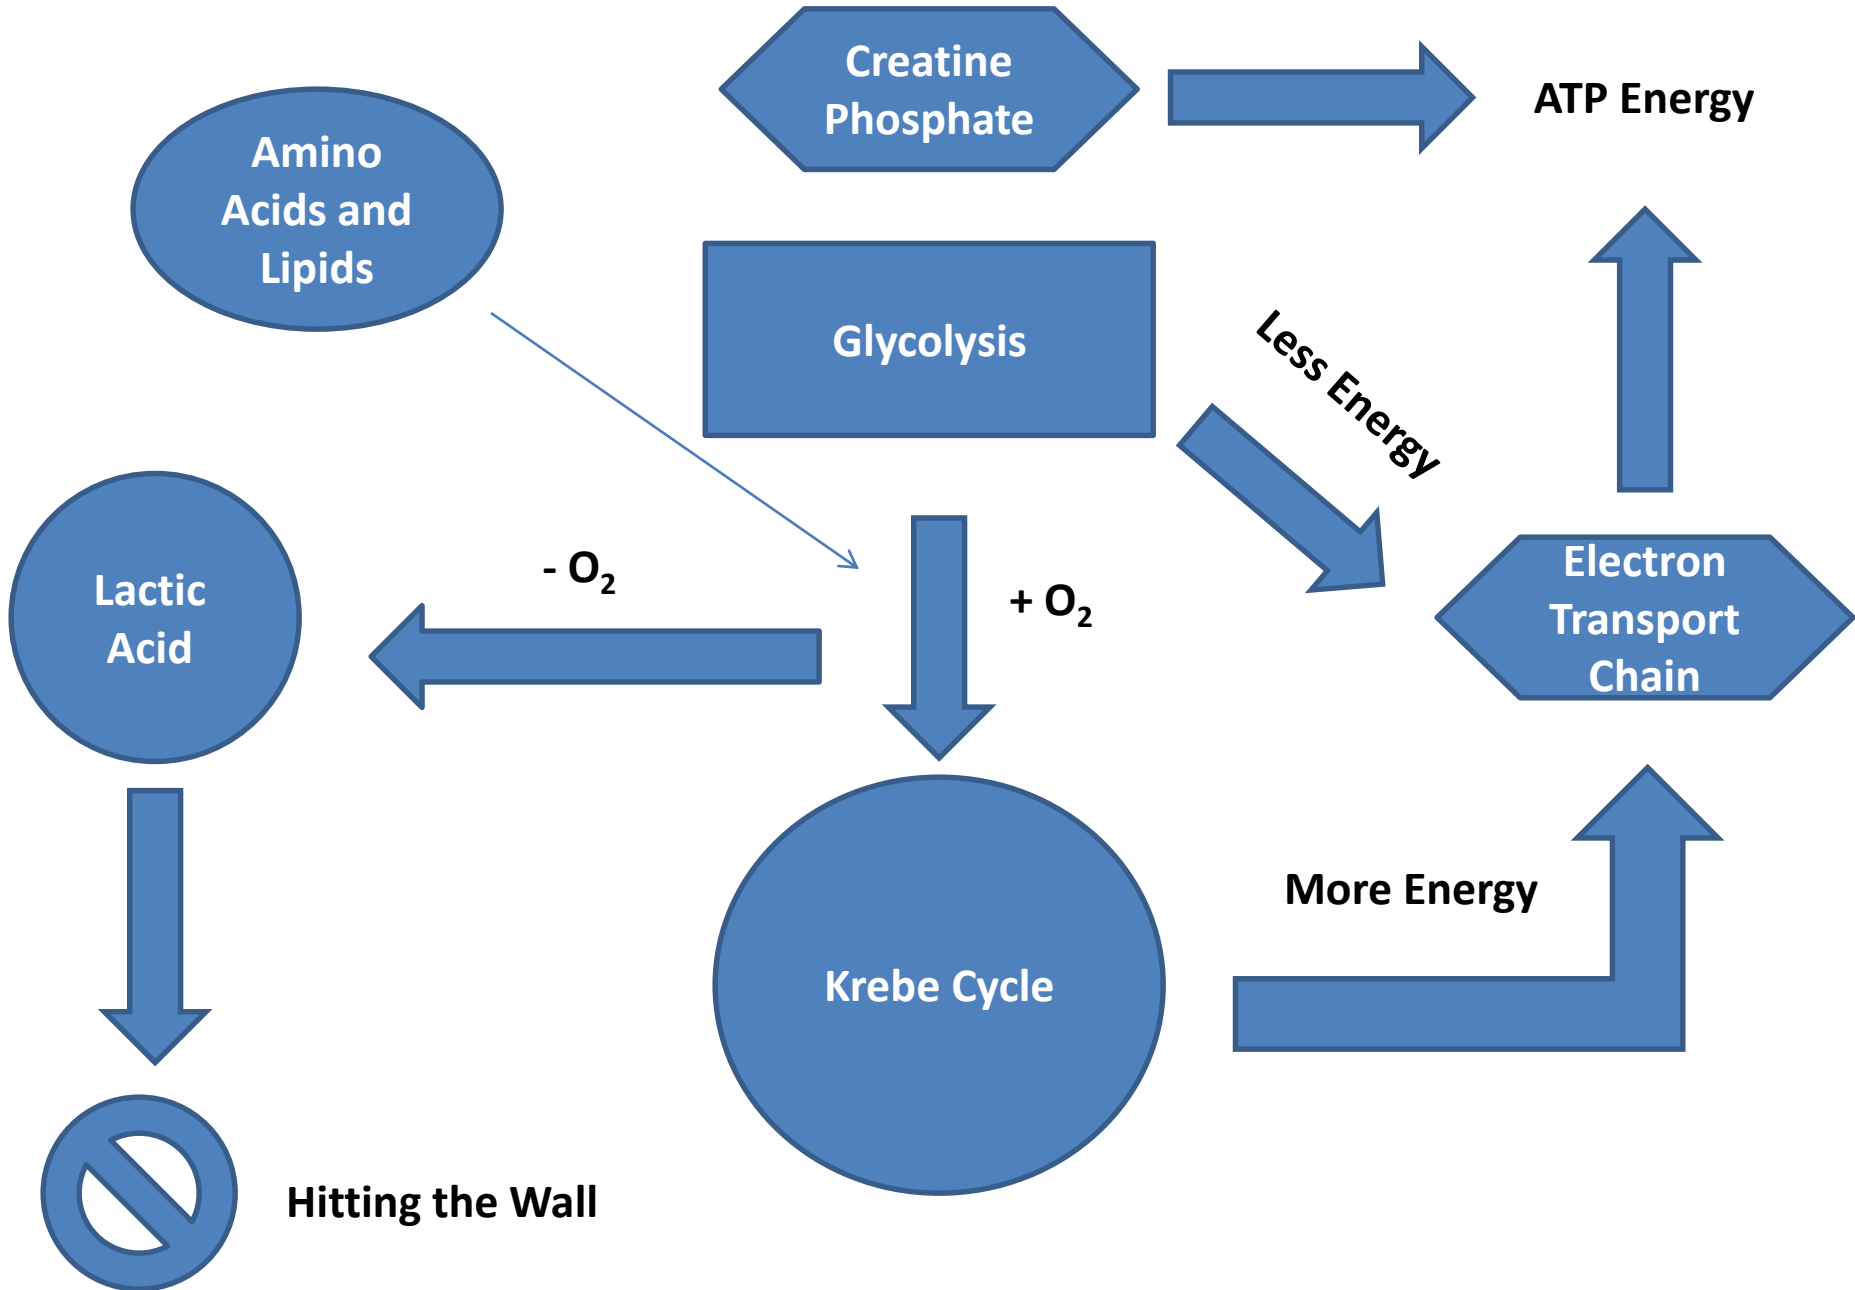 Creatine
Phosphate
ATP Energy
Amino
Acids and
Lipids
Glycolysis
Less Energy
Lactic
Acid
- O₂
+ O₂
Electron
Transport
Chain
More Energy
Krebe Cycle
Hitting the Wall